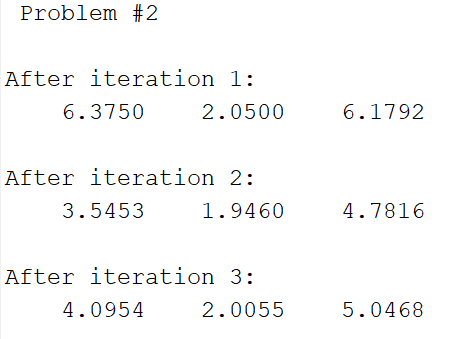 Problem #2
After iteration 1:
6.3750 2.0500 6.1792
After iteration 2:
3.5453 1.9460 4.7816
After iteration 3:
4.0954 2.0055 5.0468